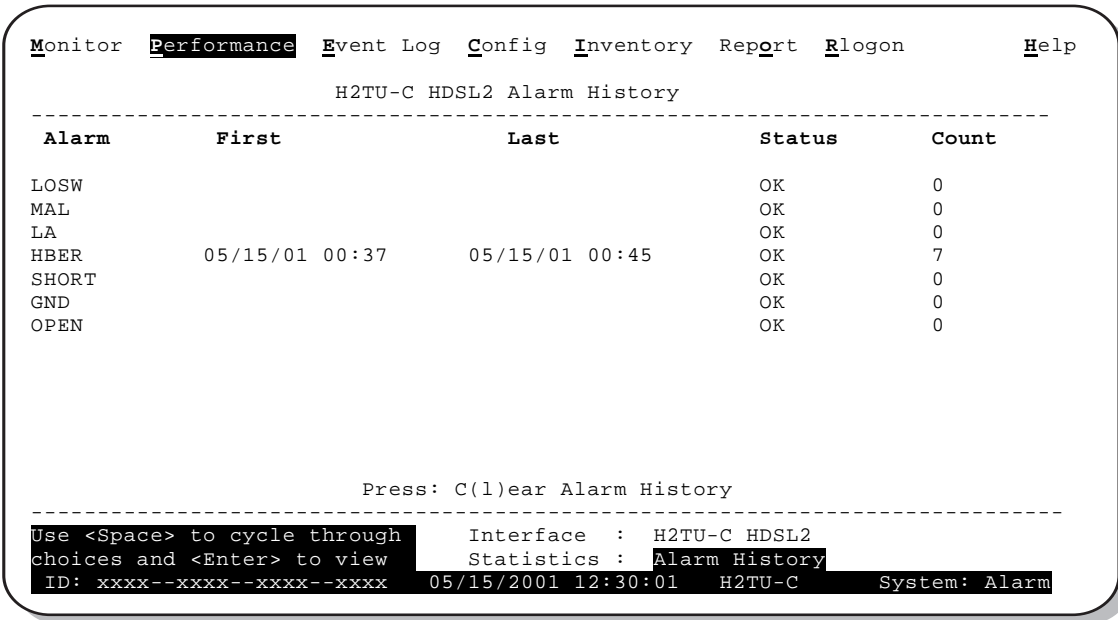 Monitor Performance Event Log Config Inventory Report Rlogon Help
H2TU-C HDSL2 Alarm History
--------------------------------------------------------------------------------
Alarm First Last Status Count
LOSW OK 0
MAL OK 0
LA OK 0
HBER 05/15/01 00:37 05/15/01 00:45 OK 7
SHORT OK 0
GND OK 0
OPEN OK 0
Press: C(l)ear Alarm History
--------------------------------------------------------------------------------
Use <Space> to cycle through Interface : H2TU-C HDSL2
choices and <Enter> to view Statistics : Alarm History
ID: xxxx--xxxx--xxxx--xxxx 05/15/2001 12:30:01 H2TU-C System: Alarm